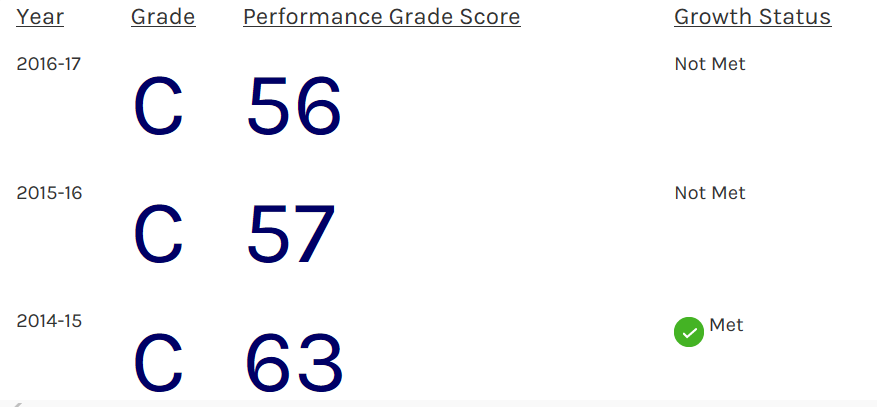 Year Grade Performance Grade Score Growth Status
2016-17 C 56 Not Met
2015-16 C 57 Not Met
2014-15 C 63 Met